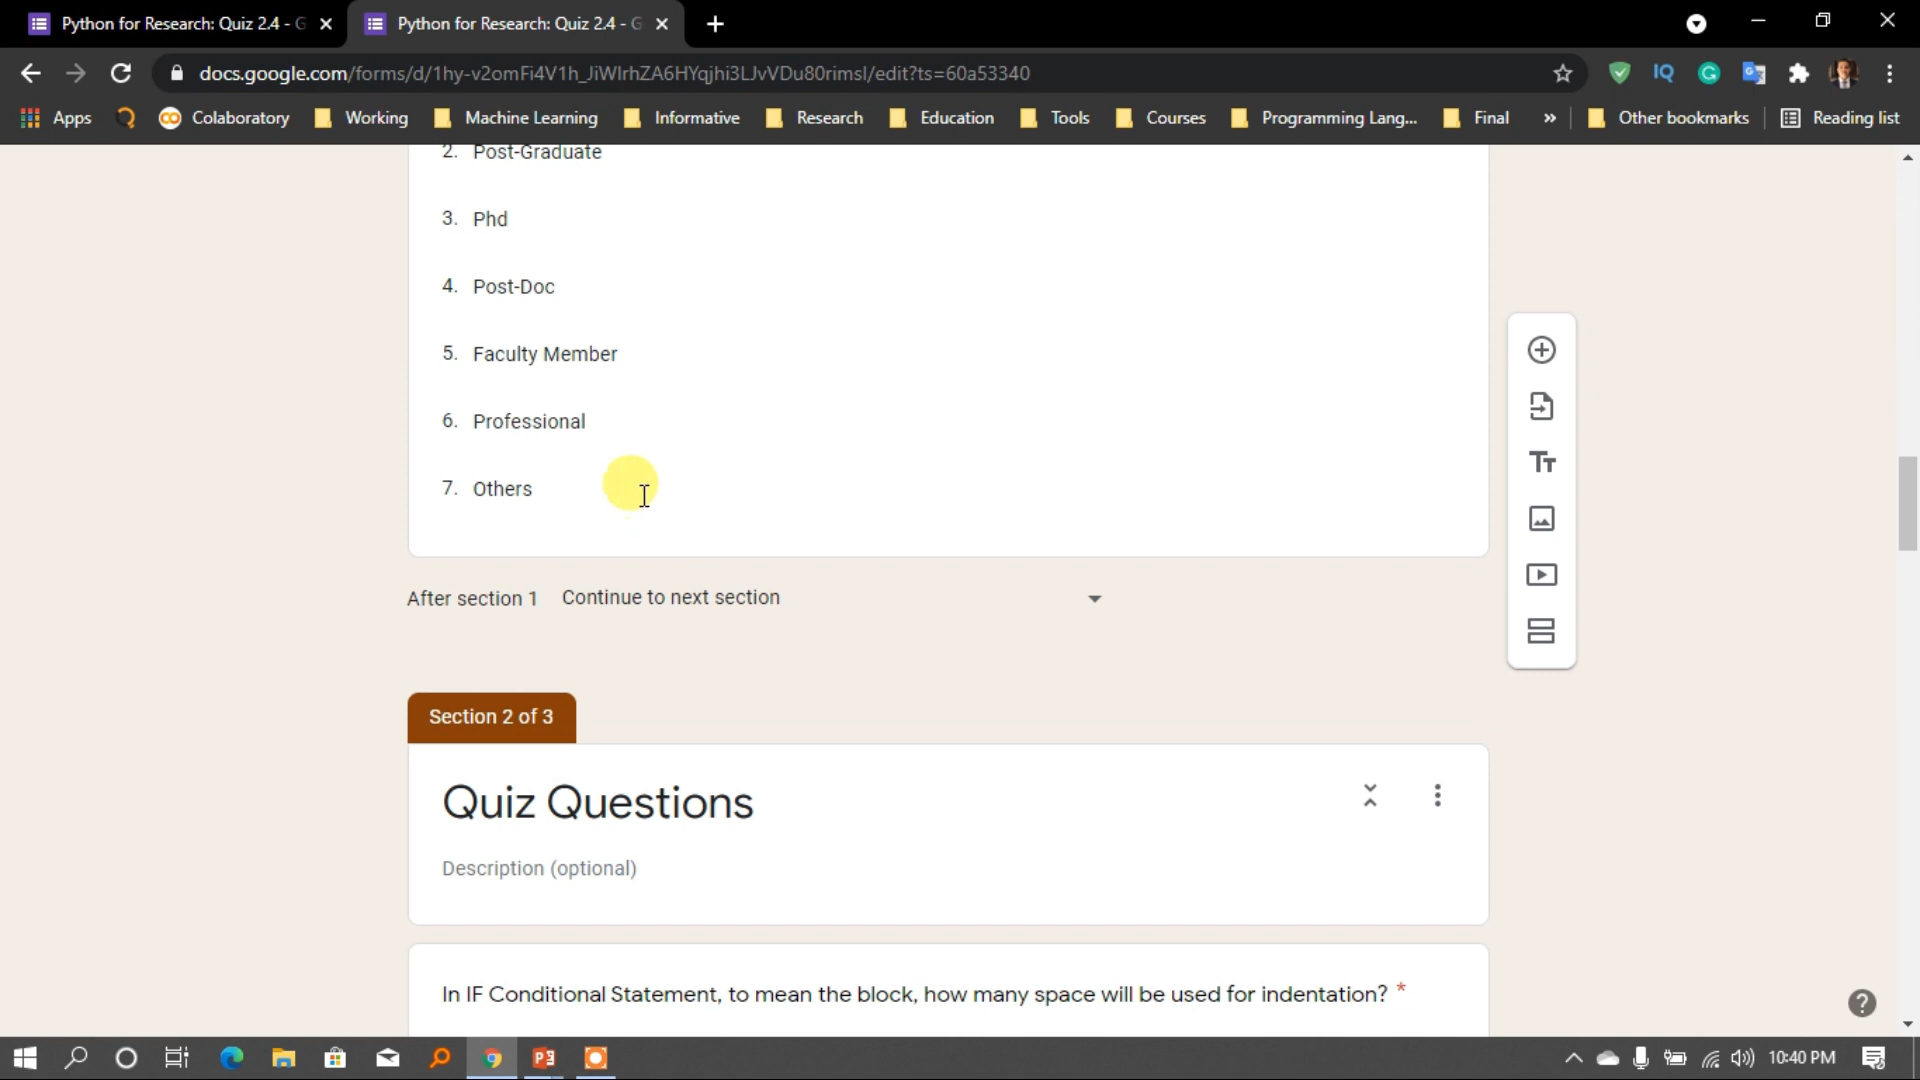 Python for Research: Quiz 2.4 - G
Python for Research: Quiz 2.4 - G
docs.google.com/forms/d/1hy-v2omFi4V1h_JiWIrhZA6HYqjhi3LJvVDu80rimsI/edit?ts=60a53340
Apps
Colaboratory
Working
Machine Learning
Informative
Research
Education
Tools
Courses
Programming Lang...
Final
»
Other bookmarks
Reading list
2. Post-Graduate
3. Phd
4. Post-Doc
5. Faculty Member
6. Professional
7. Others
After section 1 Continue to next section
Section 2 of 3
Quiz Questions
Description (optional)
In IF Conditional Statement, to mean the block, how many space will be used for indentation? *
10:40 PM